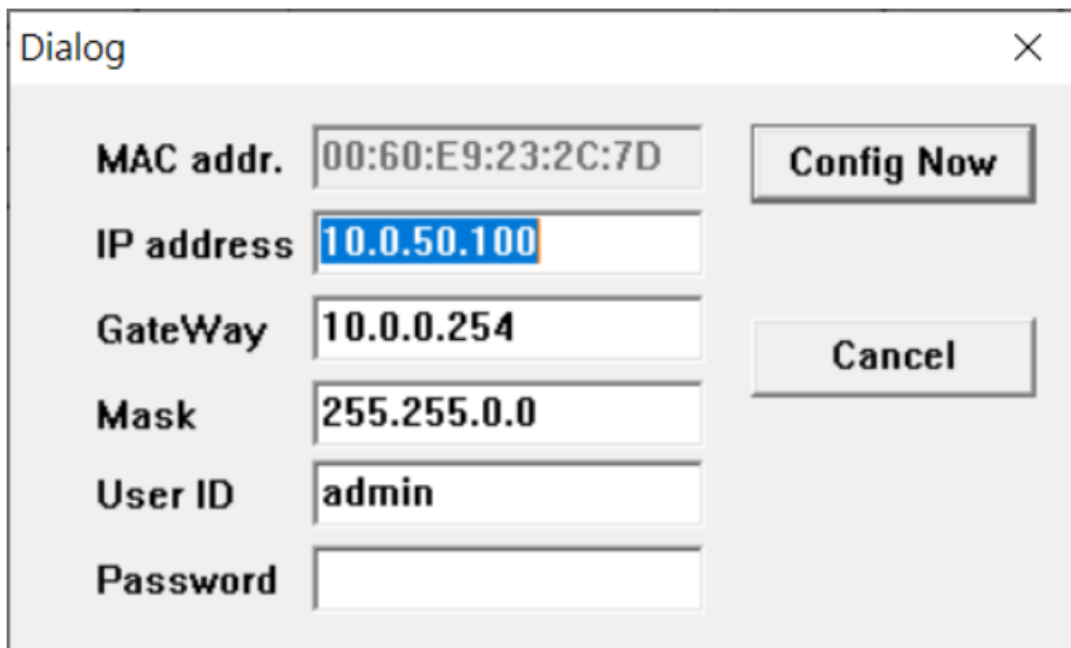 Dialog
MAC addr. 00:60:E9:23:2C:7D Config Now
IP address 10.0.50.100
GateWay 10.0.0.254 Cancel
Mask 255.255.0.0
User ID admin
Password